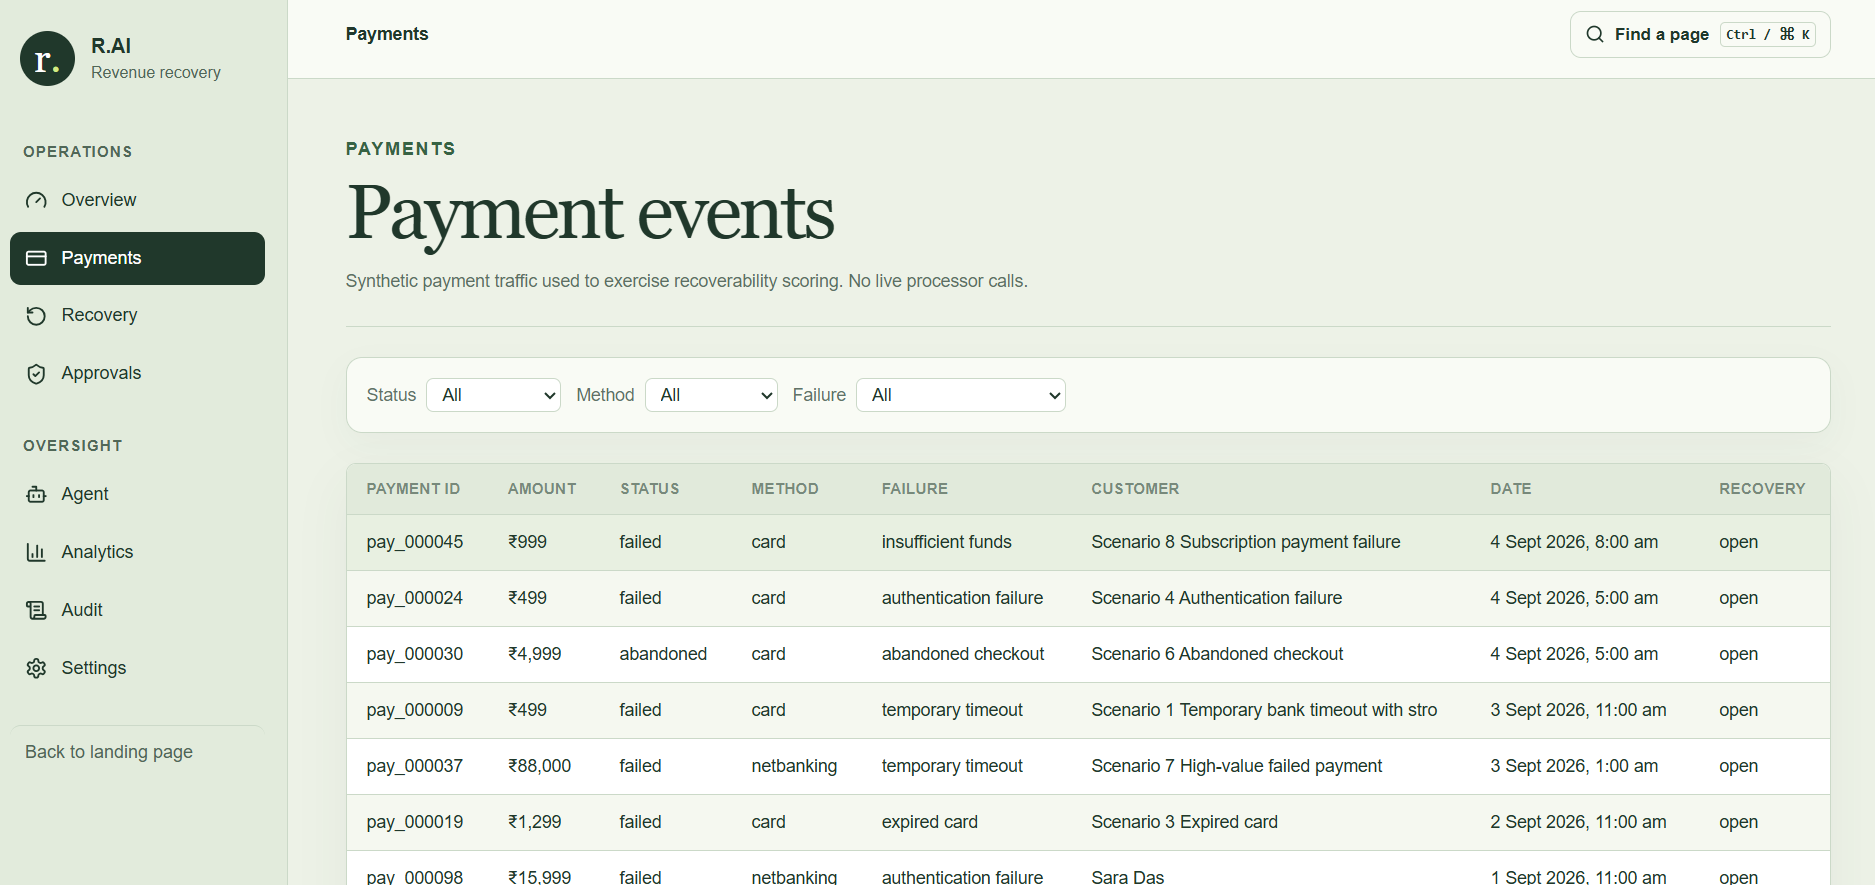 r.
R.AI
Revenue recovery
OPERATIONS
Overview
Payments
Recovery
Approvals
OVERSIGHT
Agent
Analytics
Audit
Settings
Back to landing page
Payments
Find a page Ctrl / ⌘ K
PAYMENTS
Payment events
Synthetic payment traffic used to exercise recoverability scoring. No live processor calls.
Status All Method All Failure All
PAYMENT ID AMOUNT STATUS METHOD FAILURE CUSTOMER DATE RECOVERY
pay_000045 ₹999 failed card insufficient funds Scenario 8 Subscription payment failure 4 Sept 2026, 8:00 am open
pay_000024 ₹499 failed card authentication failure Scenario 4 Authentication failure 4 Sept 2026, 5:00 am open
pay_000030 ₹4,999 abandoned card abandoned checkout Scenario 6 Abandoned checkout 4 Sept 2026, 5:00 am open
pay_000009 ₹499 failed card temporary timeout Scenario 1 Temporary bank timeout with stro 3 Sept 2026, 11:00 am open
pay_000037 ₹88,000 failed netbanking temporary timeout Scenario 7 High-value failed payment 3 Sept 2026, 1:00 am open
pay_000019 ₹1,299 failed card expired card Scenario 3 Expired card 2 Sept 2026, 11:00 am open
pay_000098 ₹15,999 failed netbanking authentication failure Sara Das 1 Sept 2026, 11:00 am open